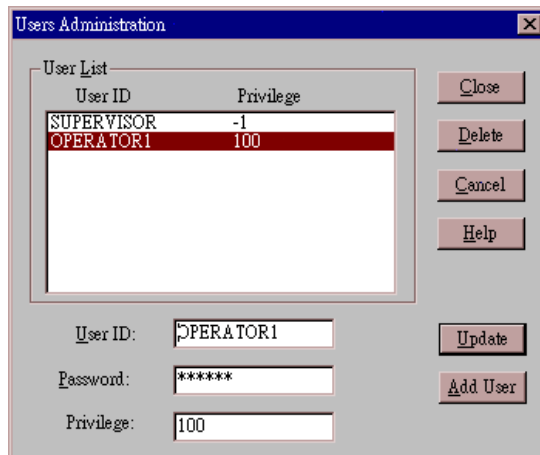 Users Administration
User List
User ID Privilege
SUPERVISOR -1
OPERATOR1 100
Close
Delete
Cancel
Help
User ID: OPERATOR1
Update
Password: ******
Add User
Privilege: 100